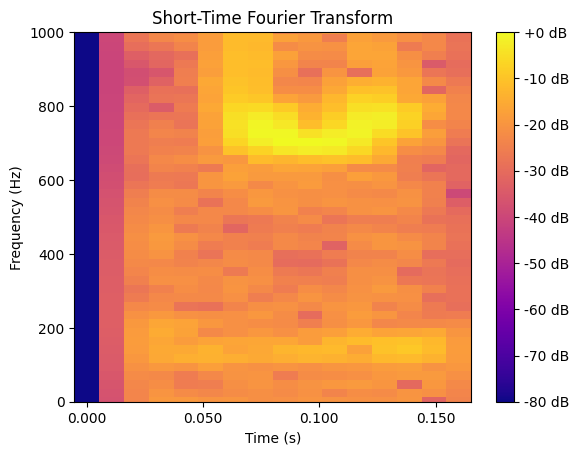 Short-Time Fourier Transform
1000
800
600
400
200
0
Frequency (Hz)
0.000
0.050
0.100
0.150
Time (s)
+0 dB
-10 dB
-20 dB
-30 dB
-40 dB
-50 dB
-60 dB
-70 dB
-80 dB